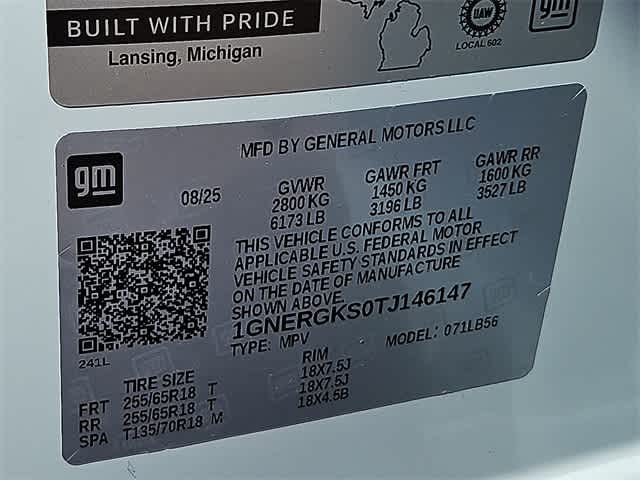 BUILT WITH PRIDE
Lansing, Michigan
UAW
LOCAL 602
gm
MFD BY GENERAL MOTORS LLC
gm
08/25
GVWR
2800 KG
6173 LB
GAWR FRT
1450 KG
3196 LB
GAWR RR
1600 KG
3527 LB
THIS VEHICLE CONFORMS TO ALL
APPLICABLE U.S. FEDERAL MOTOR
VEHICLE SAFETY STANDARDS IN EFFECT
ON THE DATE OF MANUFACTURE
SHOWN ABOVE.
1GNERGKS0TJ146147
TYPE: MPV
MODEL: 071LB56
241L
TIRE SIZE
RIM
FRT 255/65R18 T 18X7.5J
RR 255/65R18 T 18X7.5J
SPA T135/70R18 M 18X4.5B